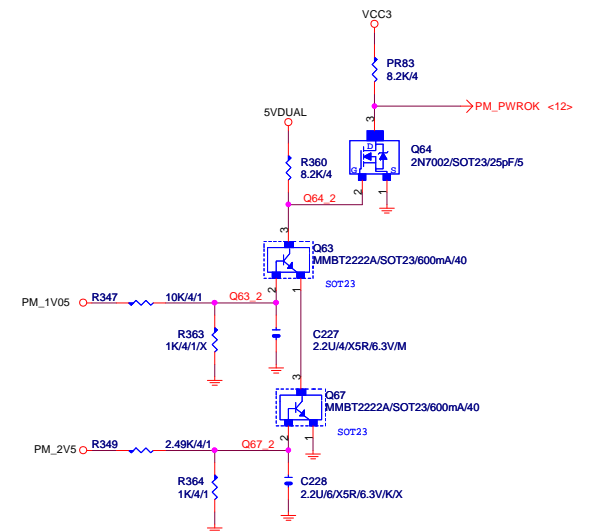 VCC3
PR83
8.2K/4
PM_PWROK <12>
3
5VDUAL
D
G
S
Q64
2N7002/SOT23/25pF/5
R360
8.2K/4
2
1
Q64_2
3
Q63
MMBT2222A/SOT23/600mA/40
SOT23
2
1
PM_1V05
R347
10K/4/1
Q63_2
R363
1K/4/1/X
C227
2.2U/4/X5R/6.3V/M
3
Q67
MMBT2222A/SOT23/600mA/40
SOT23
2
1
PM_2V5
R349
2.49K/4/1
Q67_2
R364
1K/4/1
C228
2.2U/6/X5R/6.3V/K/X